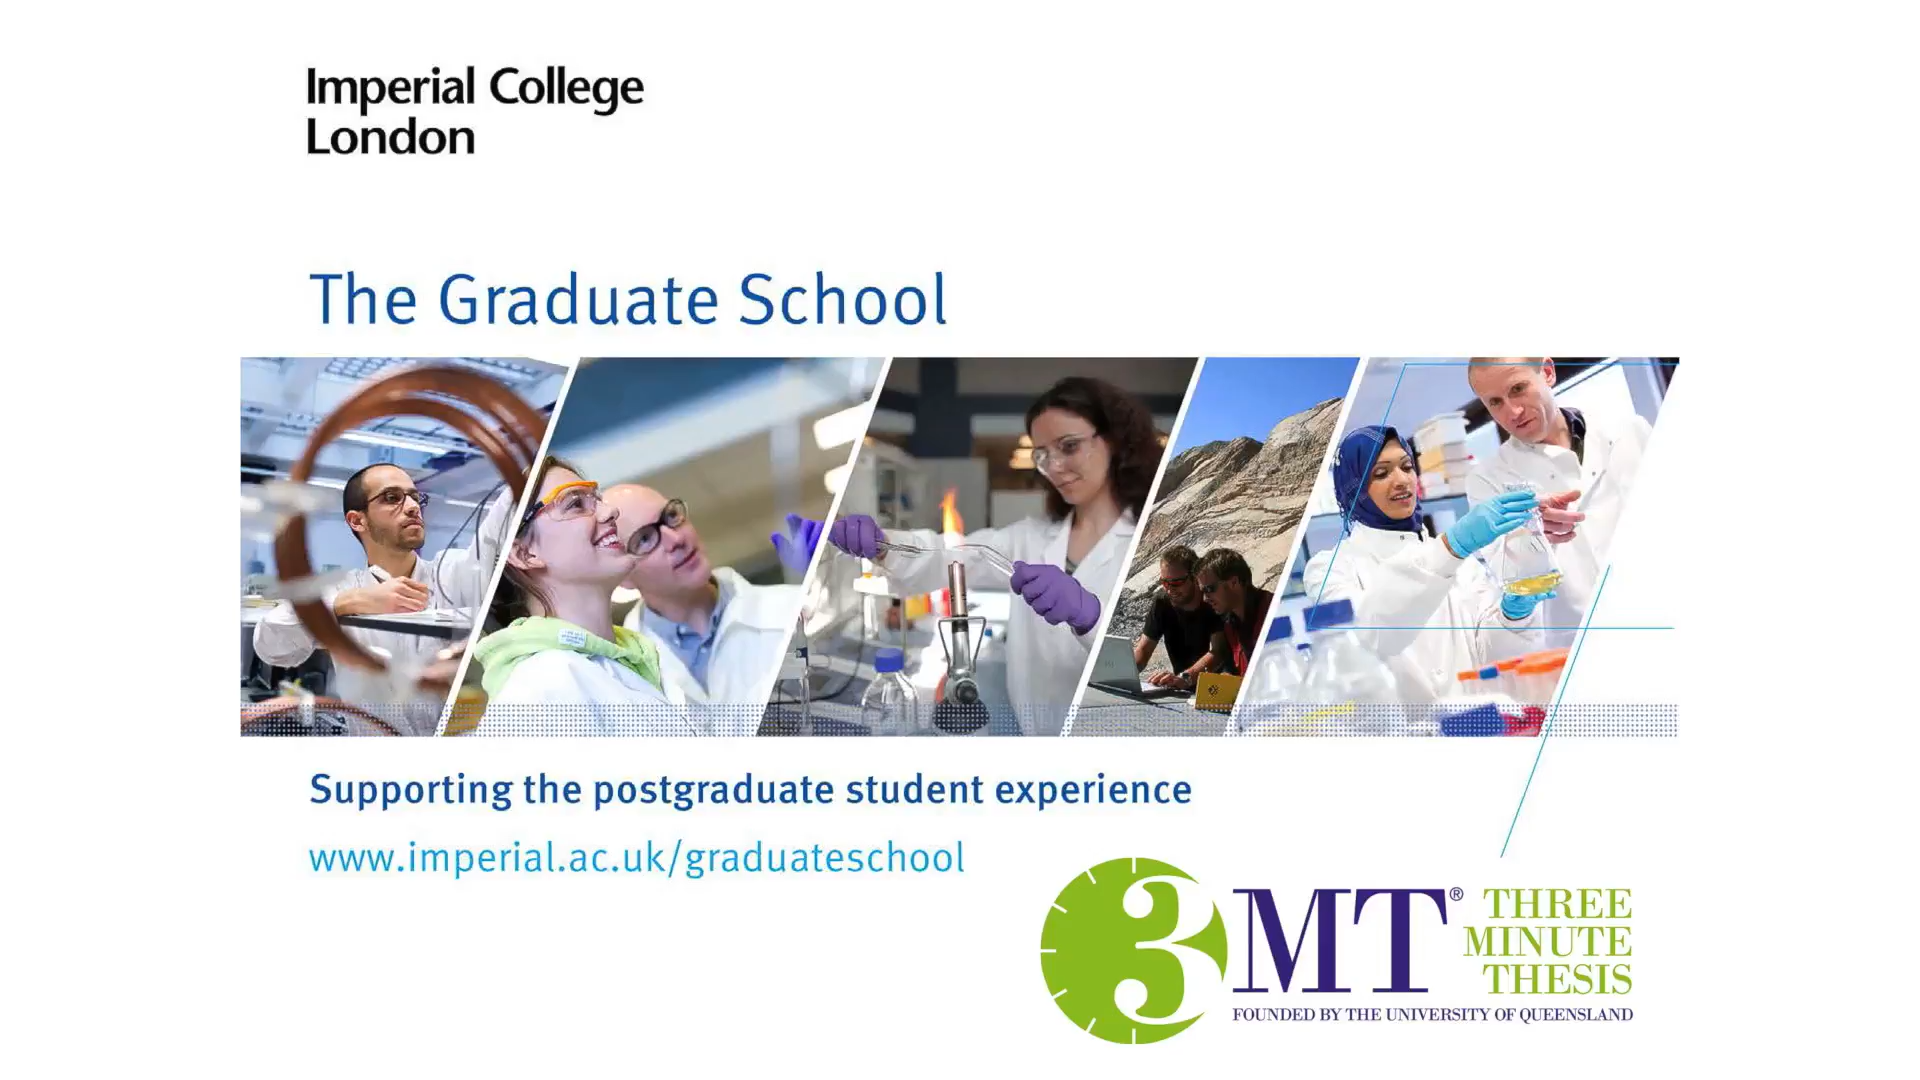 Imperial College
London
The Graduate School
Supporting the postgraduate student experience
www.imperial.ac.uk/graduateschool
3MT® THREE
MINUTE
THESIS
FOUNDED BY THE UNIVERSITY OF QUEENSLAND